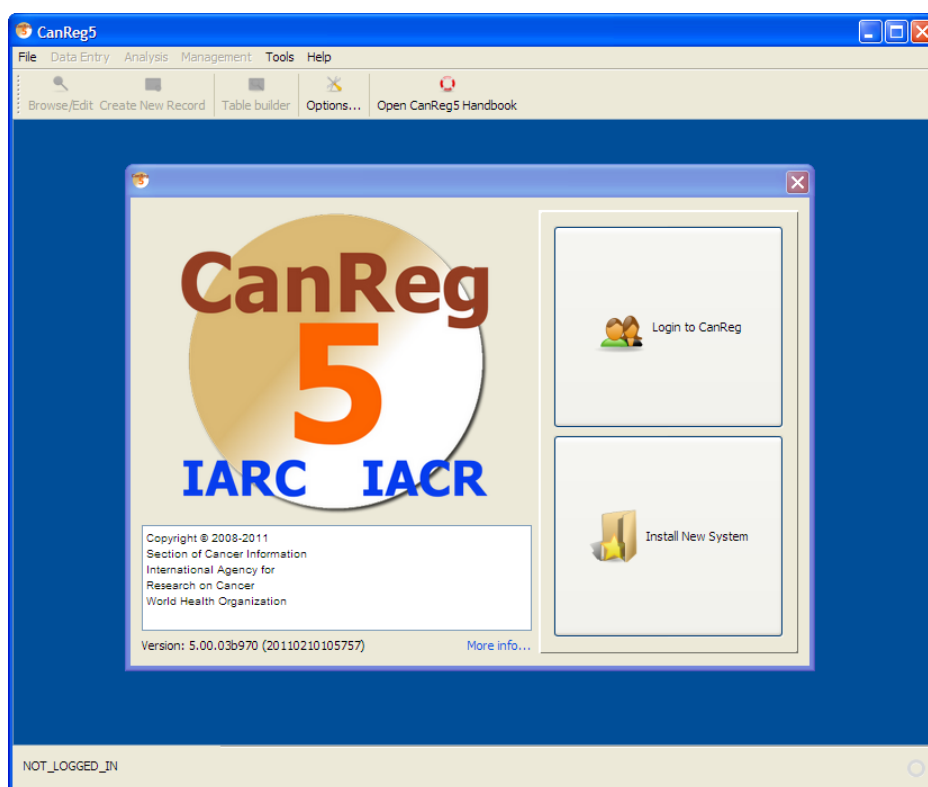 CanReg5
File Data Entry Analysis Management Tools Help
Browse/Edit Create New Record Table builder Options... Open CanReg5 Handbook
CanReg
5
IARC IACR
Login to CanReg
Install New System
Copyright © 2008-2011
Section of Cancer Information
International Agency for
Research on Cancer
World Health Organization
Version: 5.00.03b970 (20110210105757) More info...
NOT_LOGGED_IN